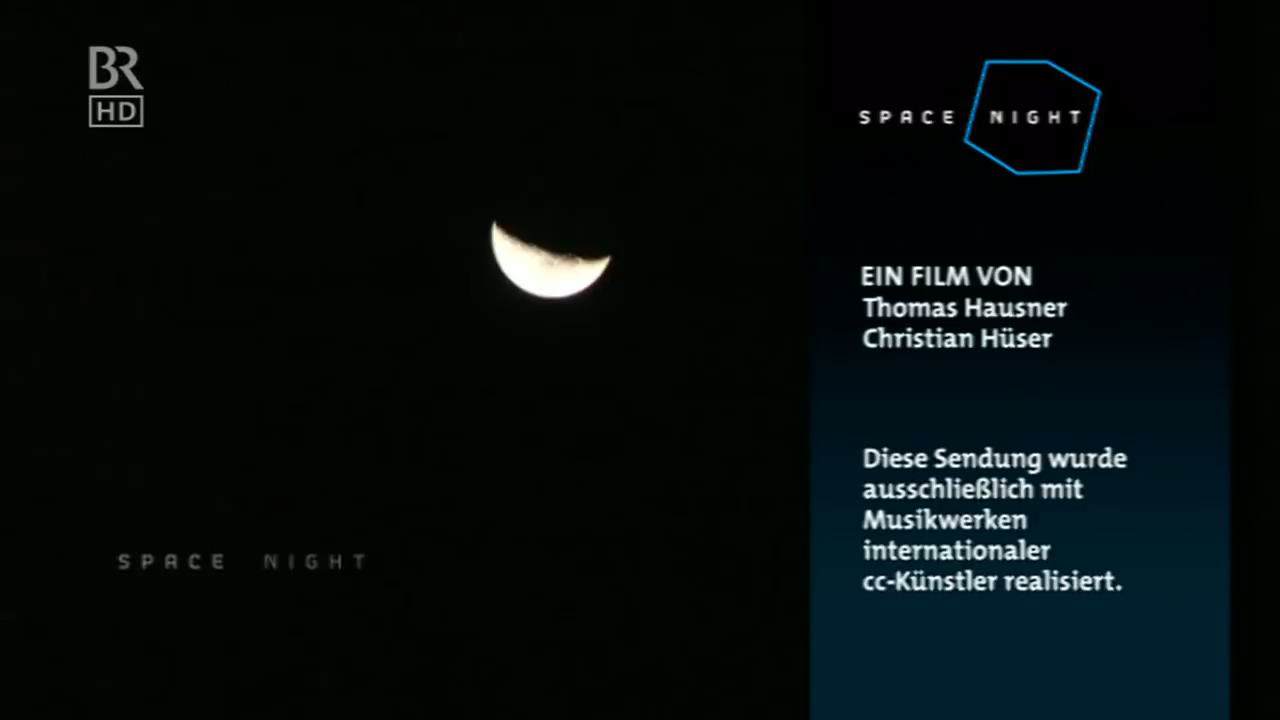 BR
HD
SPACE NIGHT
EIN FILM VON
Thomas Hausner
Christian Hüser
Diese Sendung wurde
ausschließlich mit
Musikwerken
internationaler
cc-Künstler realisiert.
SPACE NIGHT